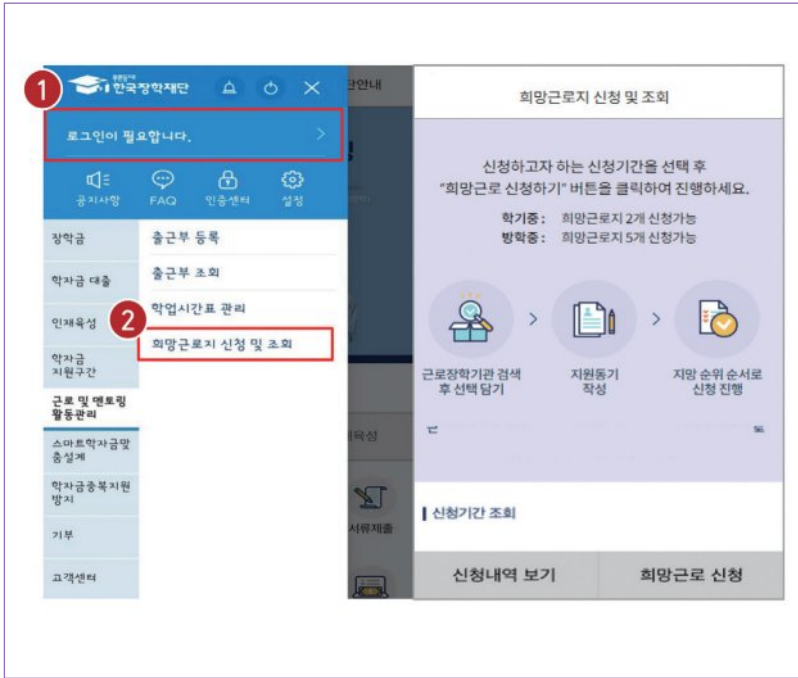 1
푸른등대
한국장학재단
로그인이 필요합니다.
공지사항
FAQ
인증센터
설정
장학금
학자금 대출
인재육성
학자금
지원구간
근로 및 멘토링
활동관리
스마트학자금맞
춤설계
학자금중복지원
방지
기부
고객센터
출근부 등록
출근부 조회
학업시간표 관리
2
희망근로지 신청 및 조회
단안내
육성
서류제출
희망근로지 신청 및 조회
신청하고자 하는 신청기간을 선택 후
“희망근로 신청하기” 버튼을 클릭하여 진행하세요.
학기중: 희망근로지 2개 신청가능
방학중: 희망근로지 5개 신청가능
근로장학기관 검색
후 선택 담기
지원동기
작성
지망 순위 순서로
신청 진행
신청기간 조회
신청내역 보기
희망근로 신청